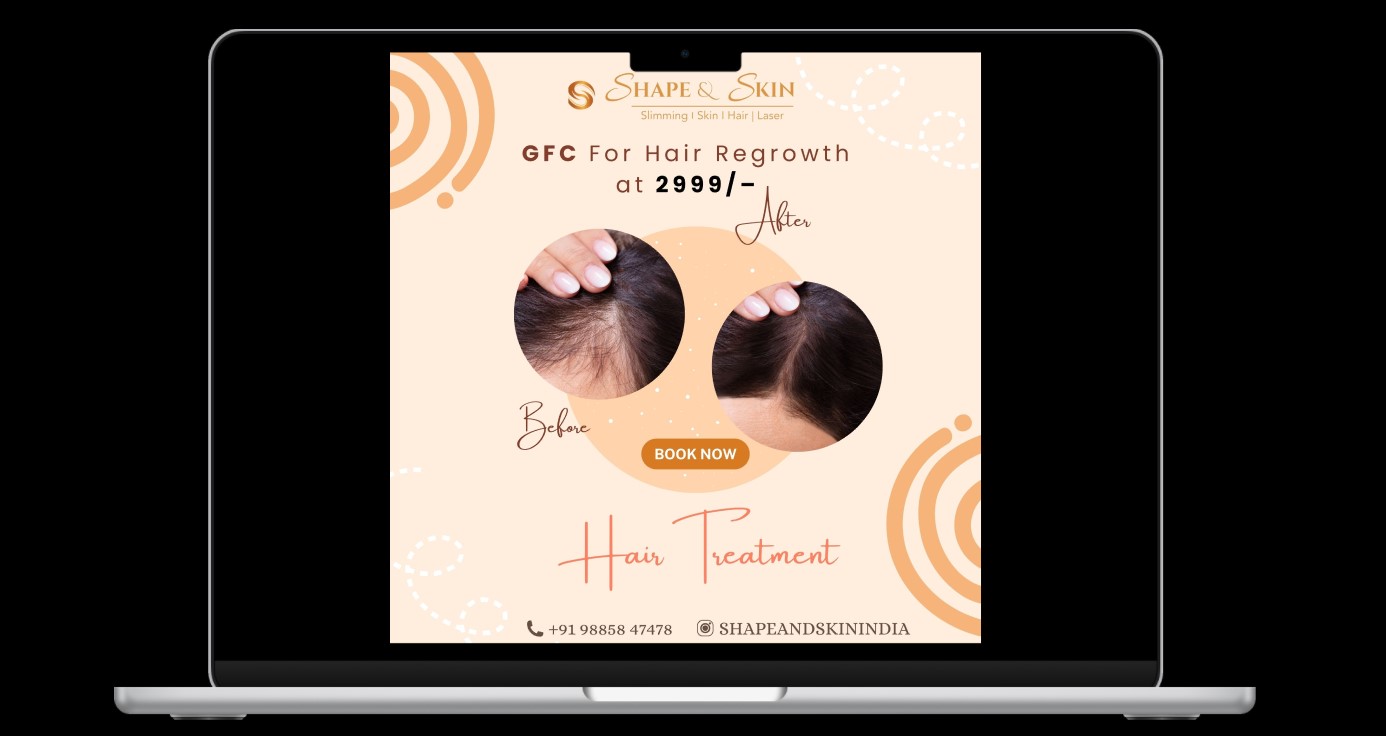 SHAPE & SKIN
Slimming I Skin I Hair | Laser
GFC For Hair Regrowth
at 2999/–
After
Before
BOOK NOW
Hair Treatment
+91 98858 47478 SHAPEANDSKININDIA